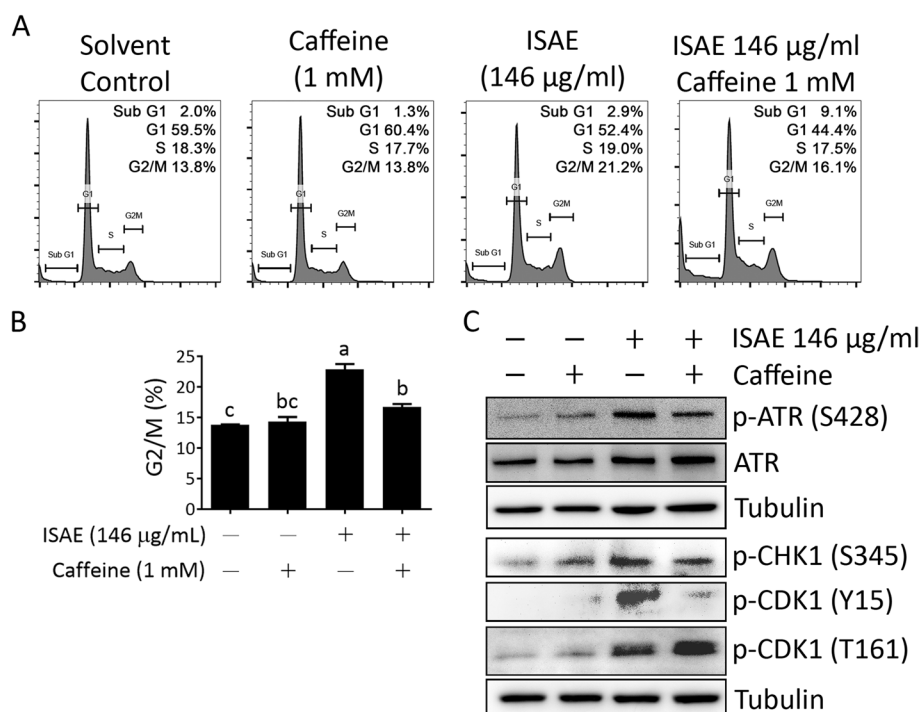 A
Solvent
Control
Caffeine
(1 mM)
ISAE
(146 µg/ml)
ISAE 146 µg/ml
Caffeine 1 mM
Sub G1 2.0%
G1 59.5%
S 18.3%
G2/M 13.8%
G1
G2M
S
Sub G1
Sub G1 1.3%
G1 60.4%
S 17.7%
G2/M 13.8%
G1
G2M
S
Sub G1
Sub G1 2.9%
G1 52.4%
S 19.0%
G2/M 21.2%
G1
G2M
S
Sub G1
Sub G1 9.1%
G1 44.4%
S 17.5%
G2/M 16.1%
G1
G2M
S
Sub G1
B
G2/M (%)
25
20
15
10
5
0
c bc a b
ISAE (146 µg/mL) – – + +
Caffeine (1 mM) – + – +
C
– – + + ISAE 146 µg/ml
– + – + Caffeine
p-ATR (S428)
ATR
Tubulin
p-CHK1 (S345)
p-CDK1 (Y15)
p-CDK1 (T161)
Tubulin